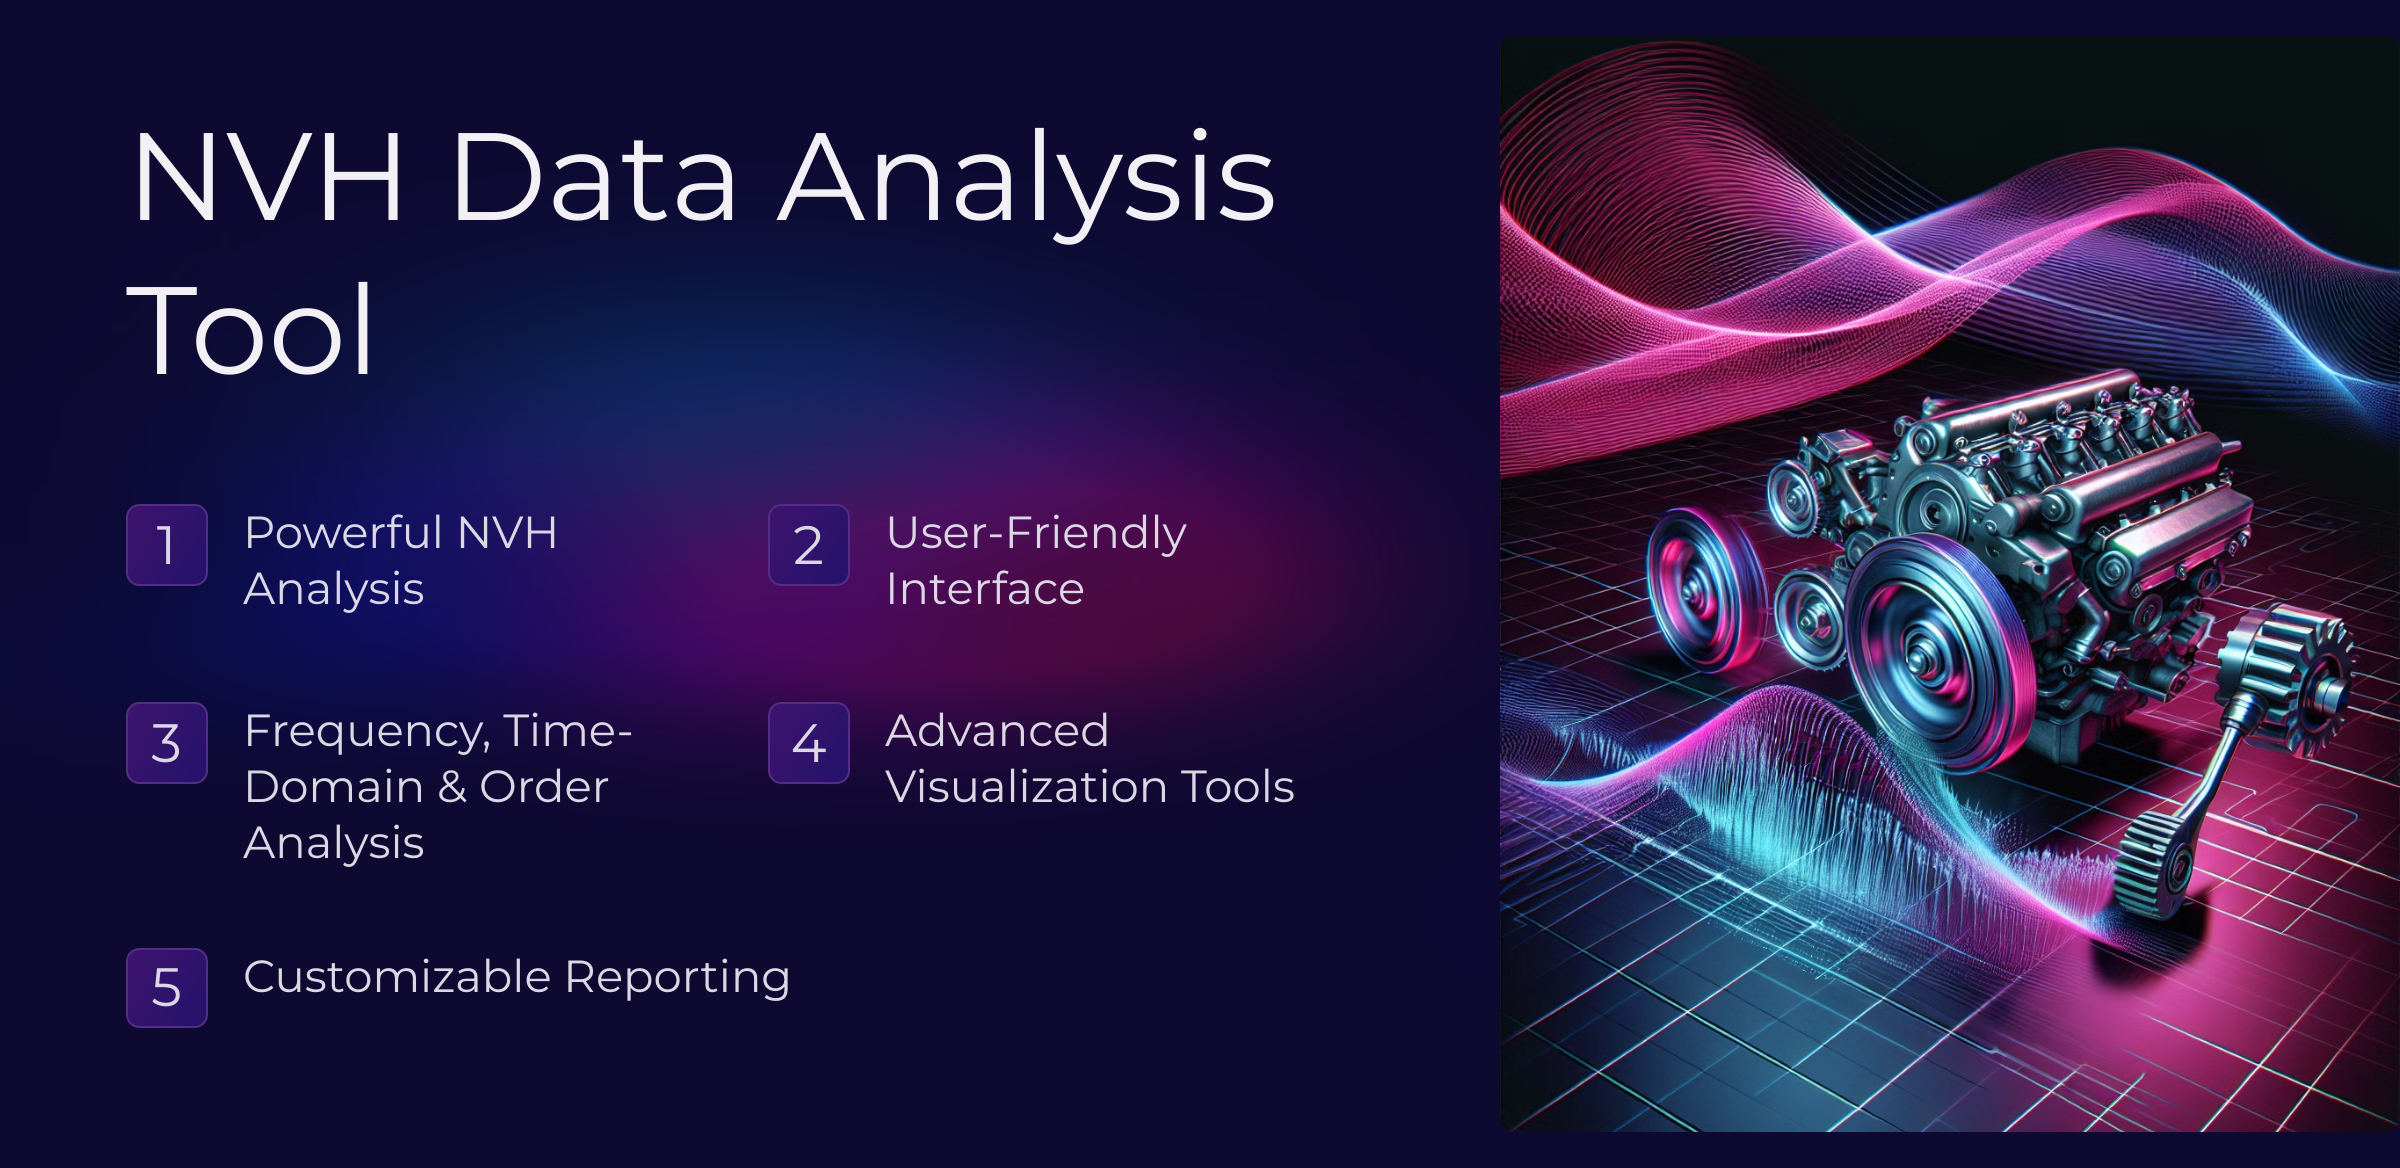 NVH Data Analysis
Tool
1
Powerful NVH
Analysis
2
User-Friendly
Interface
3
Frequency, Time-
Domain & Order
Analysis
4
Advanced
Visualization Tools
5
Customizable Reporting